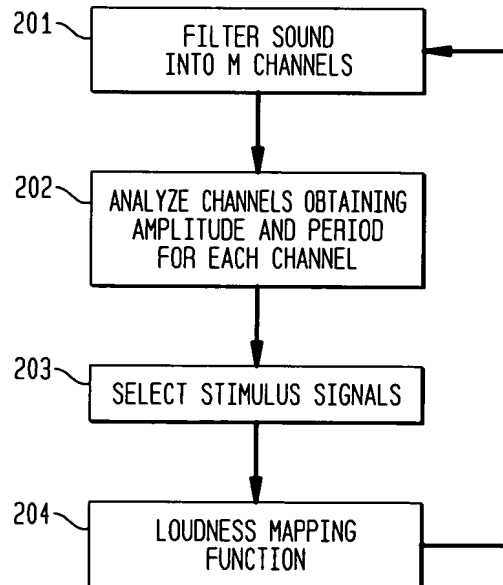 201
FILTER SOUND
INTO M CHANNELS
202
ANALYZE CHANNELS OBTAINING
AMPLITUDE AND PERIOD
FOR EACH CHANNEL
203
SELECT STIMULUS SIGNALS
204
LOUDNESS MAPPING
FUNCTION